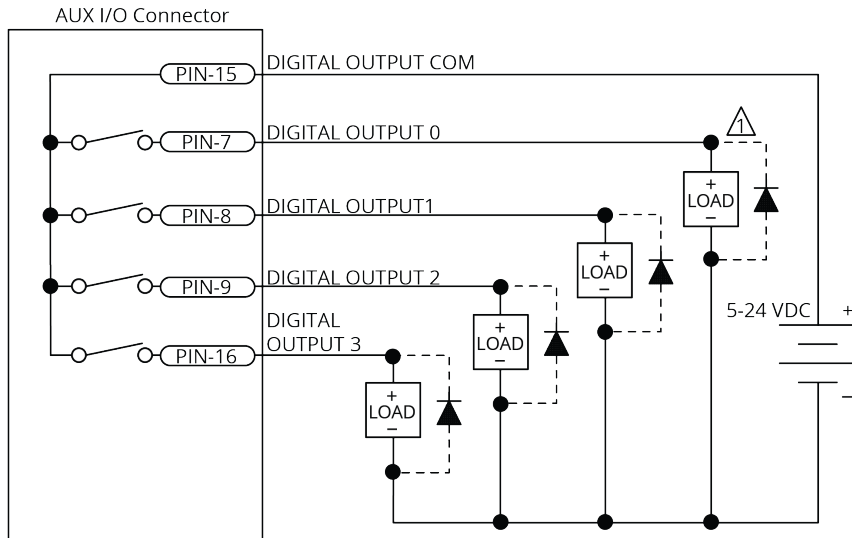 AUX I/O Connector
PIN-15
DIGITAL OUTPUT COM
PIN-7
DIGITAL OUTPUT 0
1
+
LOAD
–
PIN-8
DIGITAL OUTPUT1
+
LOAD
–
PIN-9
DIGITAL OUTPUT 2
+
LOAD
–
5-24 VDC
+
–
DIGITAL
OUTPUT 3
PIN-16
+
LOAD
–